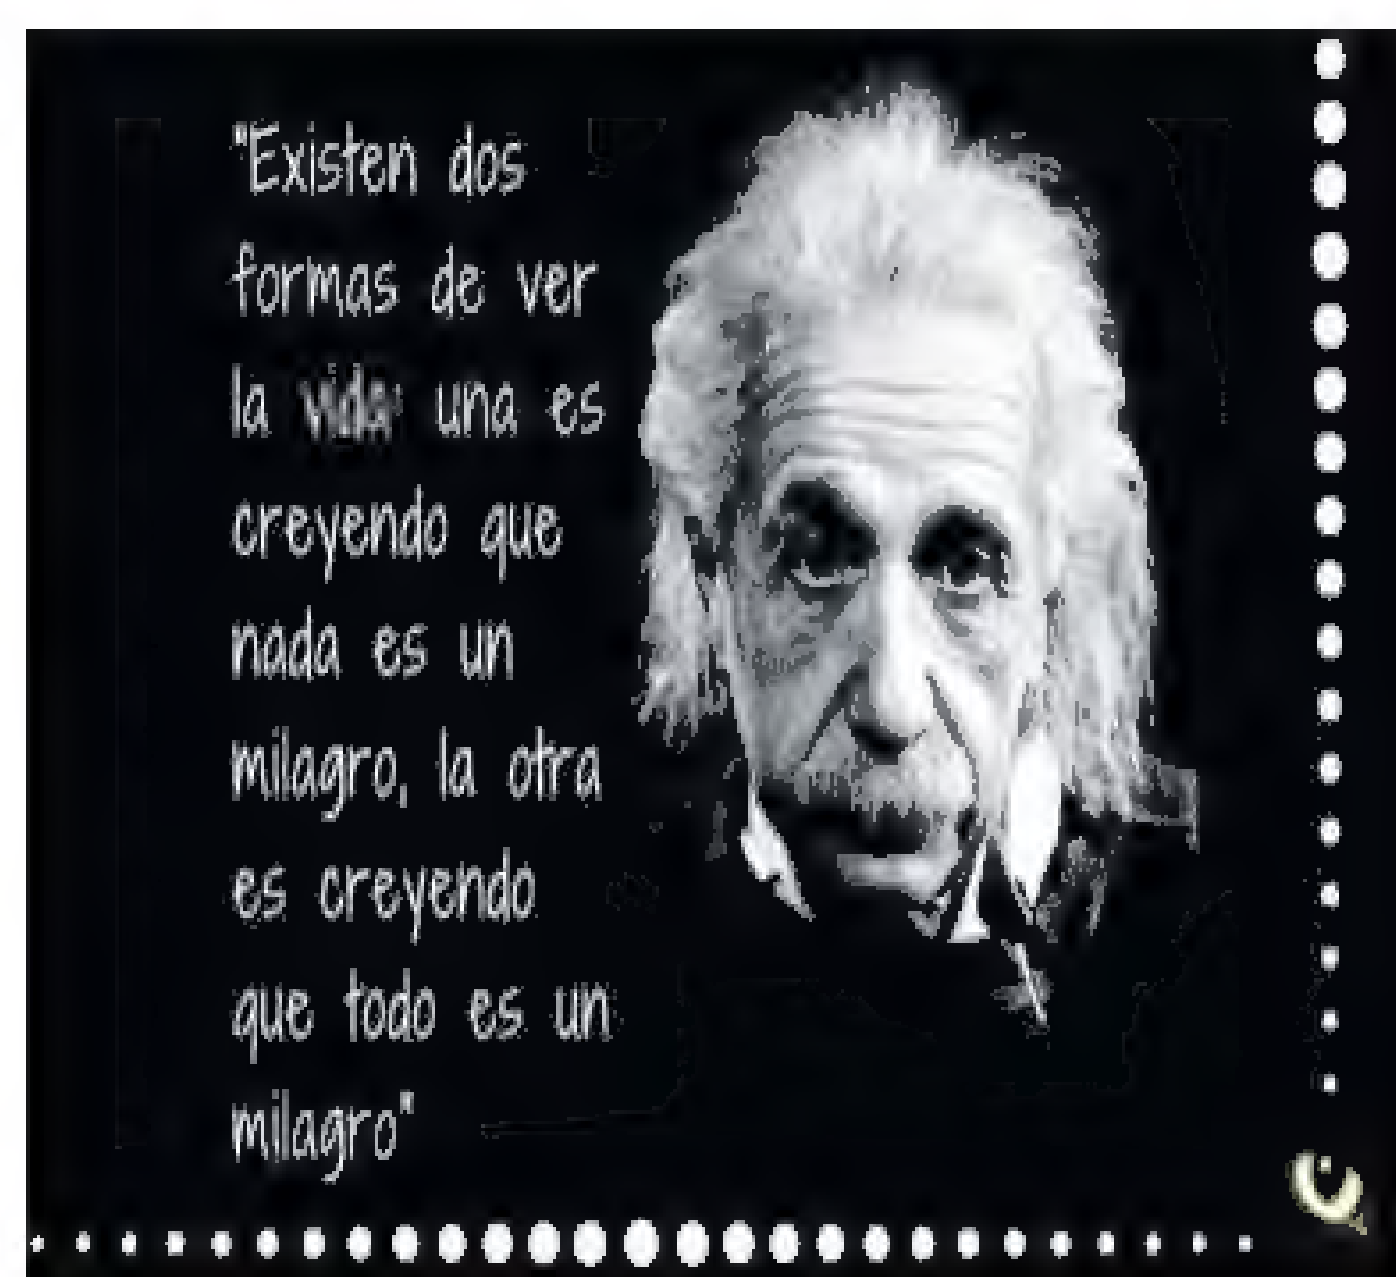 "Existen dos
formas de ver
la vida: una es
creyendo que
nada es un
milagro, la otra
es creyendo
que todo es un
milagro"